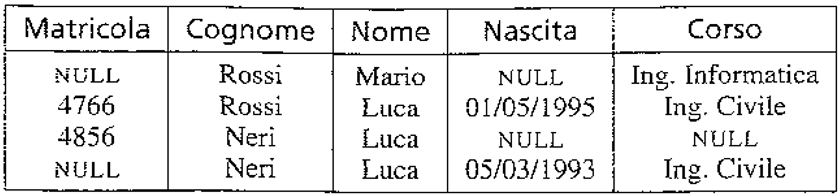 Matricola Cognome Nome Nascita Corso
NULL Rossi Mario NULL Ing. Informatica
4766 Rossi Luca 01/05/1995 Ing. Civile
4856 Neri Luca NULL NULL
NULL Neri Luca 05/03/1993 Ing. Civile